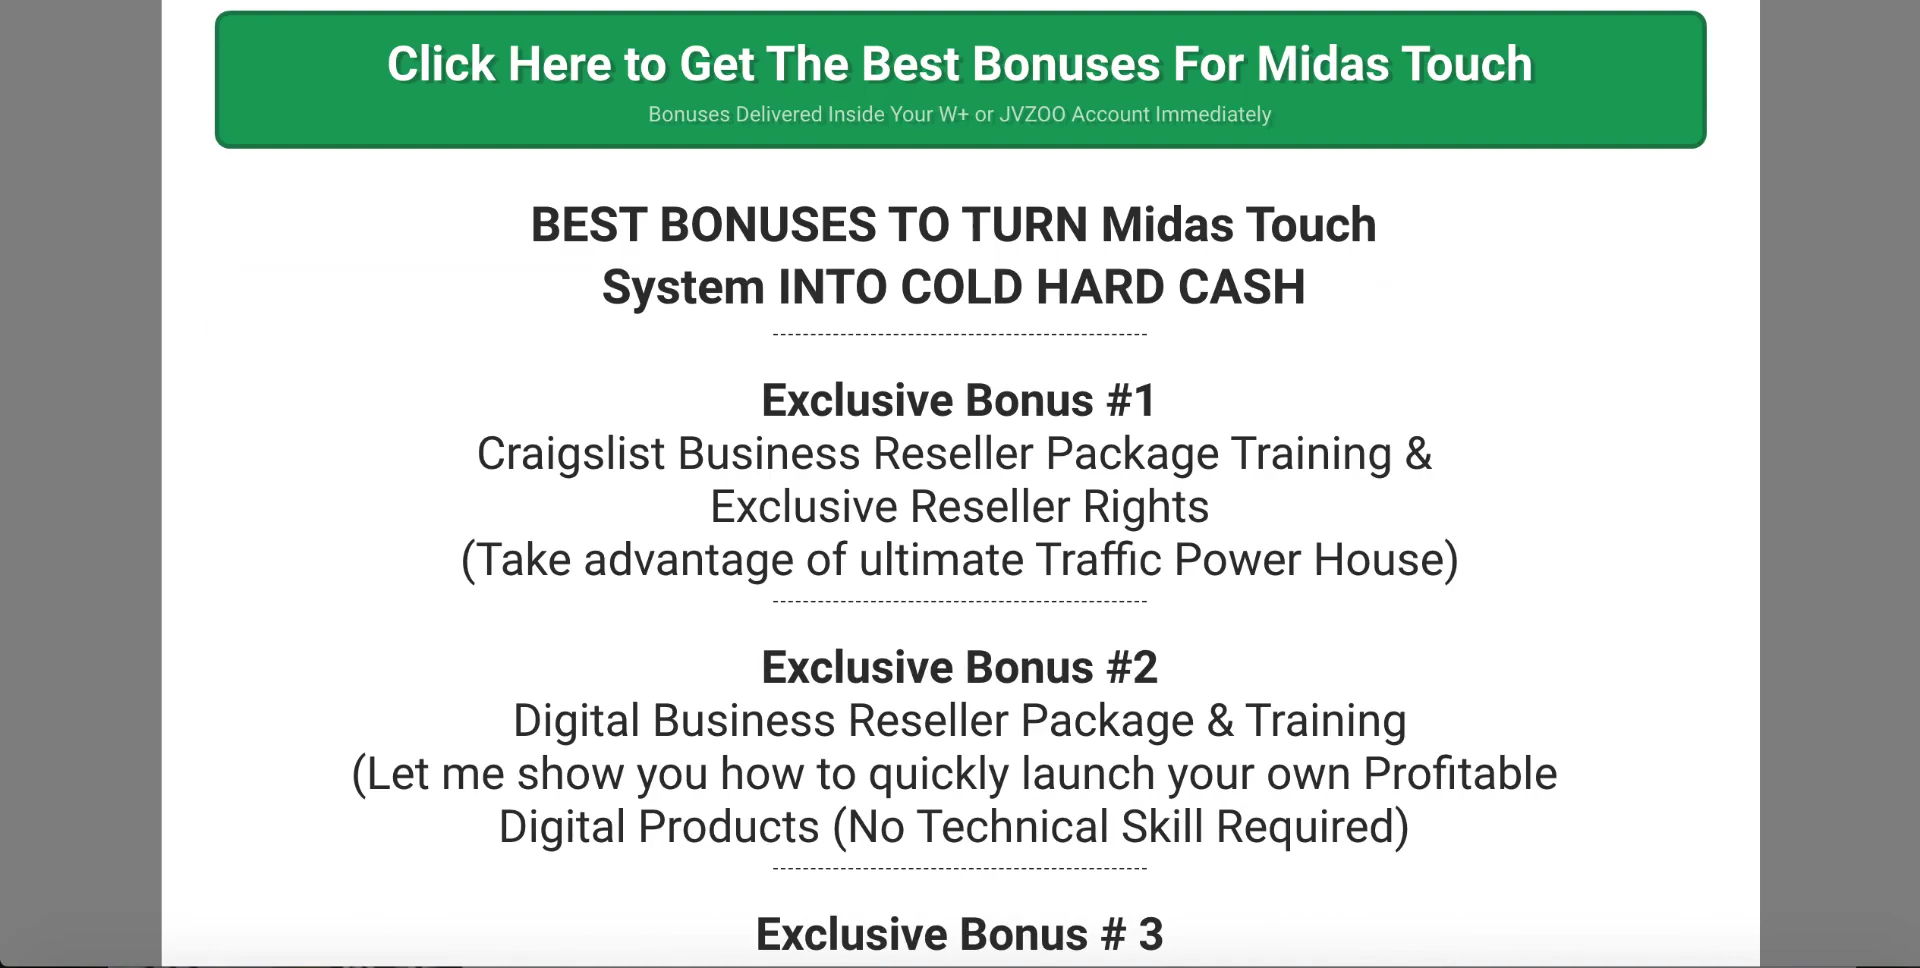 Click Here to Get The Best Bonuses For Midas Touch
Bonuses Delivered Inside Your W+ or JVZOO Account Immediately
BEST BONUSES TO TURN Midas Touch
System INTO COLD HARD CASH
--------------------------------------------------
Exclusive Bonus #1
Craigslist Business Reseller Package Training &
Exclusive Reseller Rights
(Take advantage of ultimate Traffic Power House)
--------------------------------------------------
Exclusive Bonus #2
Digital Business Reseller Package & Training
(Let me show you how to quickly launch your own Profitable
Digital Products (No Technical Skill Required)
--------------------------------------------------
Exclusive Bonus # 3